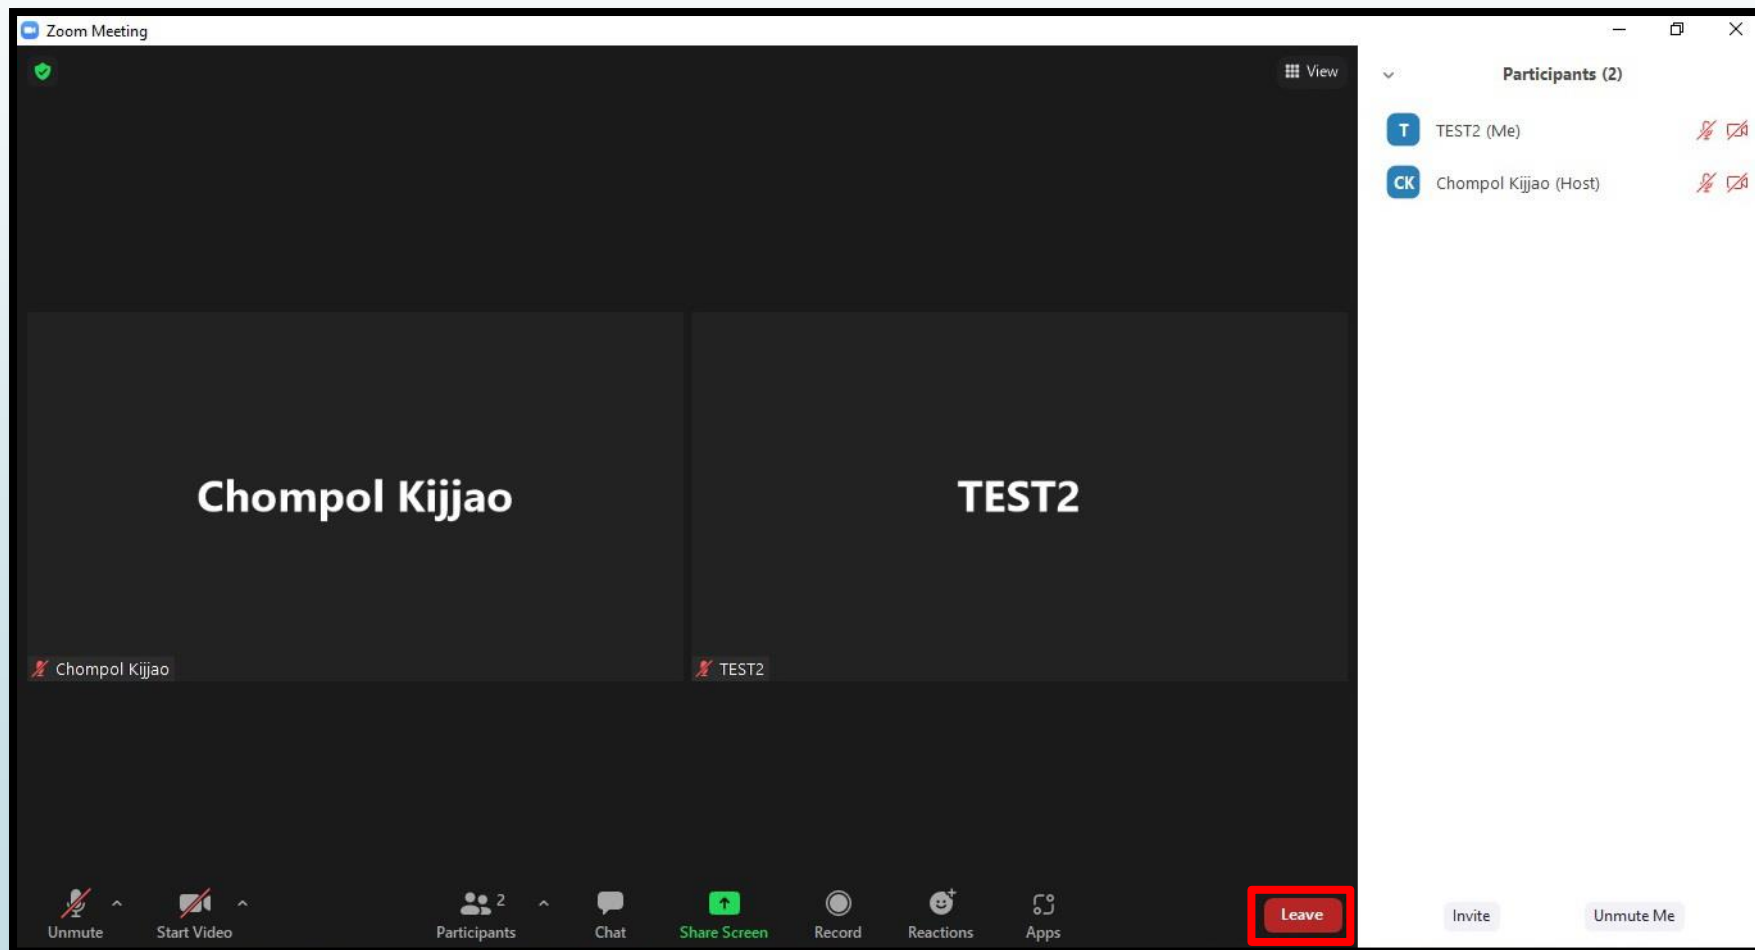 Zoom Meeting
View
Participants (2)
T TEST2 (Me)
CK Chompol Kijjao (Host)
Chompol Kijjao
TEST2
Chompol Kijjao
TEST2
2
Unmute
Start Video
Participants
Chat
Share Screen
Record
Reactions
Apps
Leave
Invite
Unmute Me